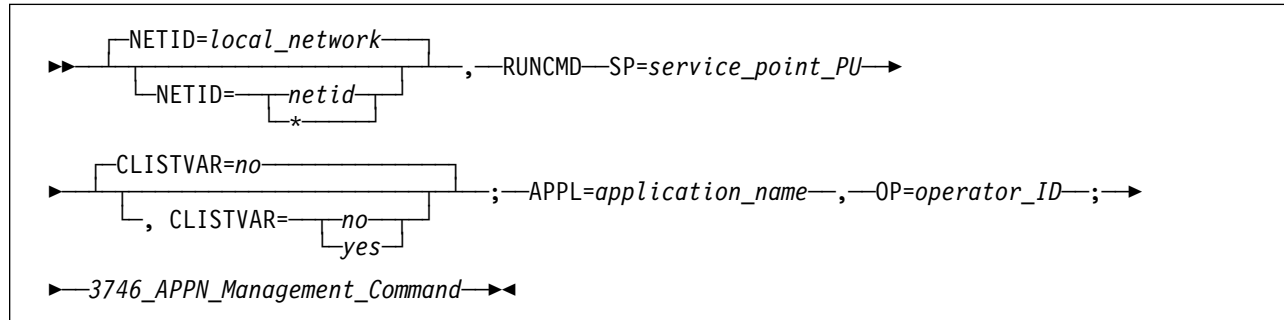 NETID=local_network
, RUNCMD SP=service_point_PU
NETID= netid
*
CLISTVAR=no
; APPL=application_name , OP=operator_ID ;
, CLISTVAR= no
yes
3746_APPN_Management_Command